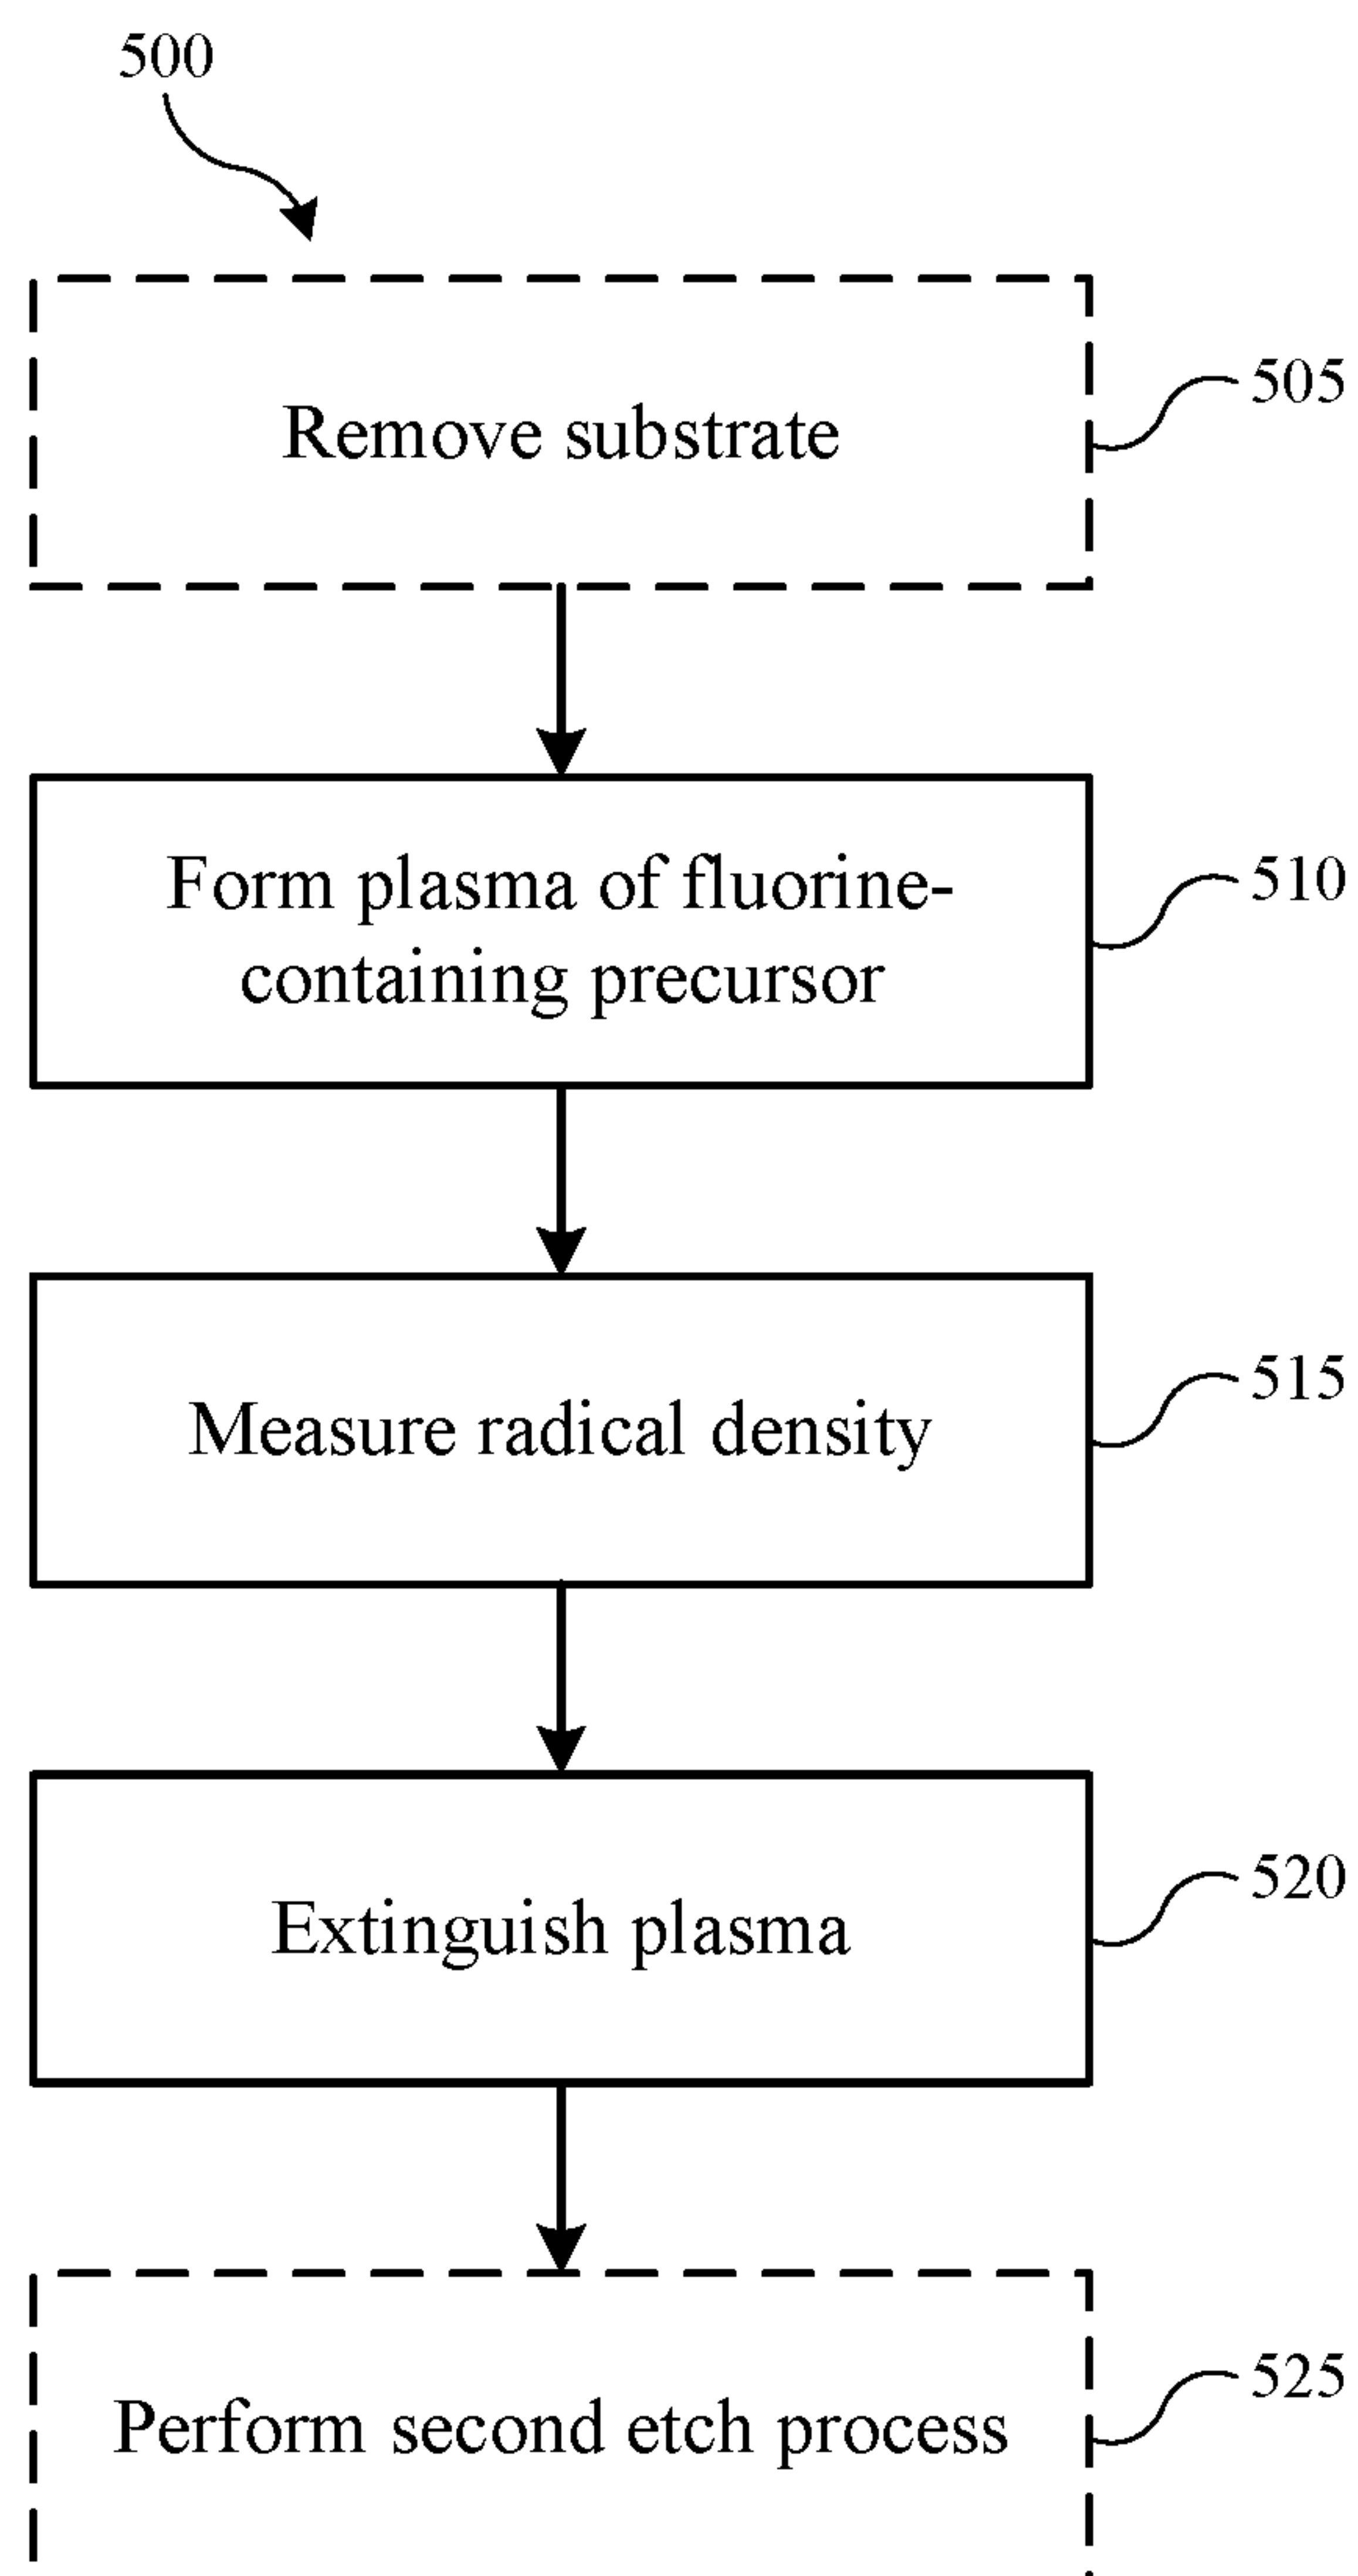 500
Remove substrate
505
Form plasma of fluorine-
containing precursor
510
Measure radical density
515
Extinguish plasma
520
Perform second etch process
525